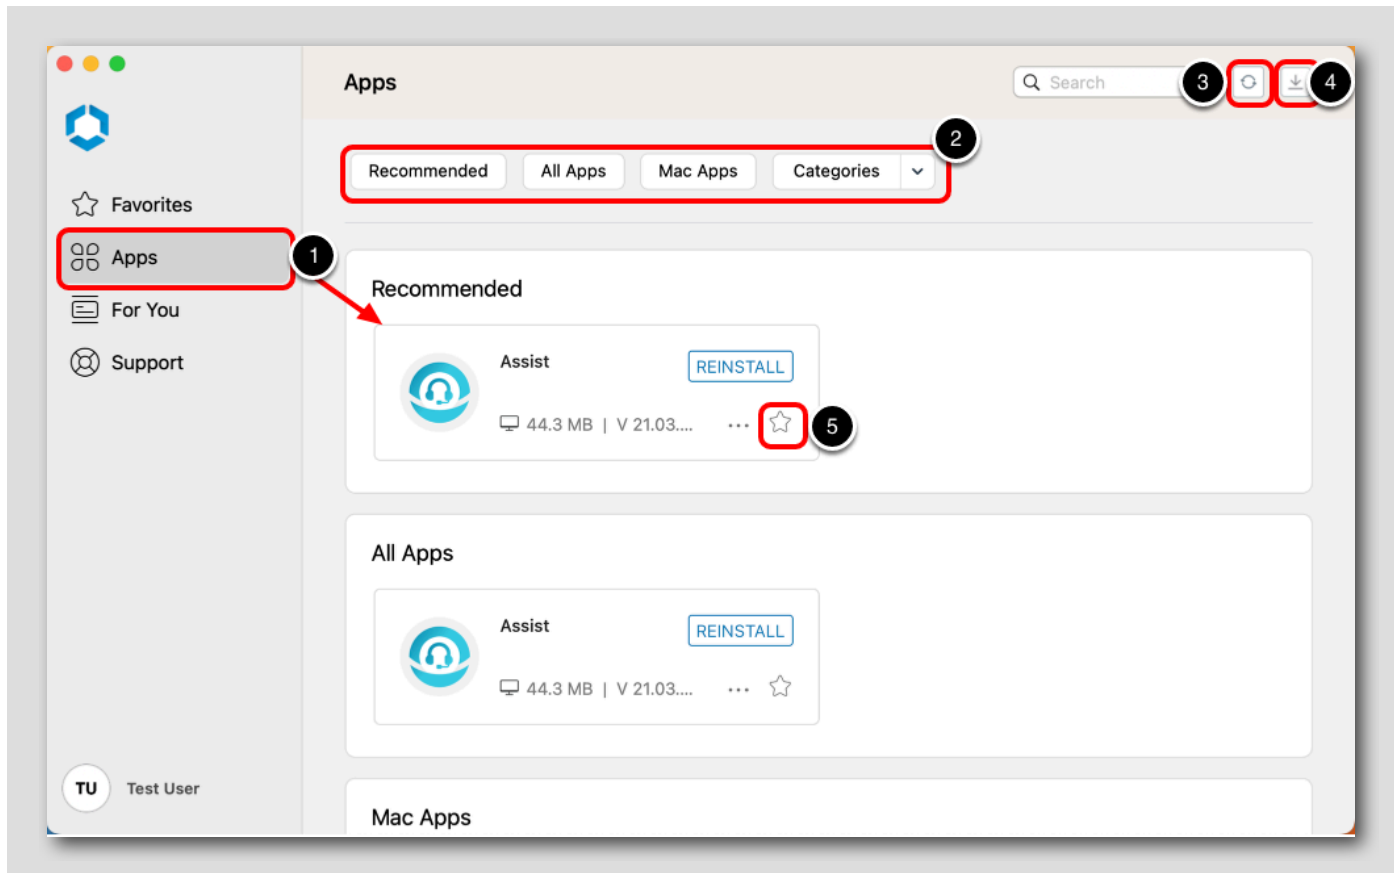 Apps
Search
3
4
2
Recommended
All Apps
Mac Apps
Categories
Favorites
Apps
1
For You
Support
Recommended
Assist
REINSTALL
44.3 MB | V 21.03....
5
All Apps
Assist
REINSTALL
44.3 MB | V 21.03....
TU
Test User
Mac Apps